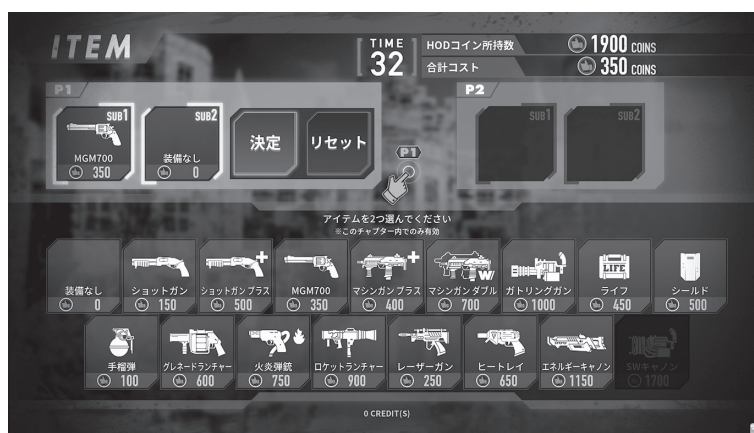 ITEM
TIME
32
HODコイン所持数 1900 COINS
合計コスト 350 COINS
P1
P2
SUB1
SUB2
SUB1
SUB2
MGM700
350
装備なし
0
決定
リセット
P1
アイテムを2つ選んでください
※このチャプター内でのみ有効
装備なし
0
ショットガン
150
ショットガン プラス
500
MGM700
350
マシンガン プラス
400
マシンガン ダブル
700
ガトリングガン
1000
LIFE
ライフ
450
シールド
500
手榴弾
100
グレネードランチャー
600
火炎弾銃
750
ロケットランチャー
900
レーザーガン
250
ヒートレイ
650
エネルギーキャノン
1150
SWキャノン
1700
0 CREDIT(S)